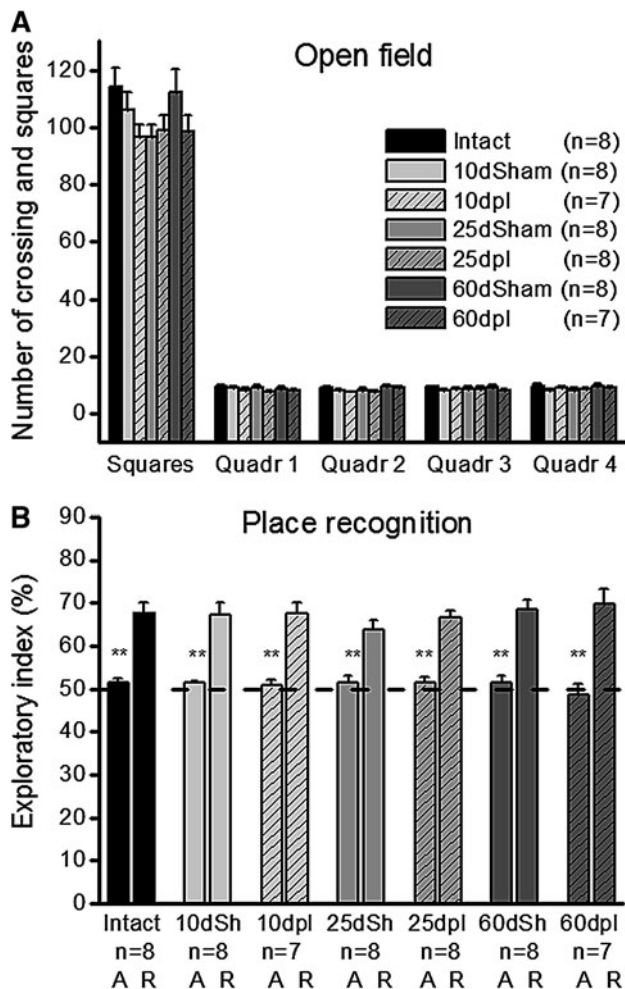 A
Open field
Number of crossing and squares
120
100
80
60
40
20
0
Intact (n=8)
10dSham (n=8)
10dpl (n=7)
25dSham (n=8)
25dpl (n=8)
60dSham (n=8)
60dpl (n=7)
Squares Quadr 1 Quadr 2 Quadr 3 Quadr 4
B
Place recognition
Exploratory index (%)
90
80
70
60
50
40
30
20
10
0
** ** ** ** ** ** **
Intact 10dSh 10dpl 25dSh 25dpl 60dSh 60dpl
n=8 n=8 n=7 n=8 n=8 n=8 n=7
A R A R A R A R A R A R A R